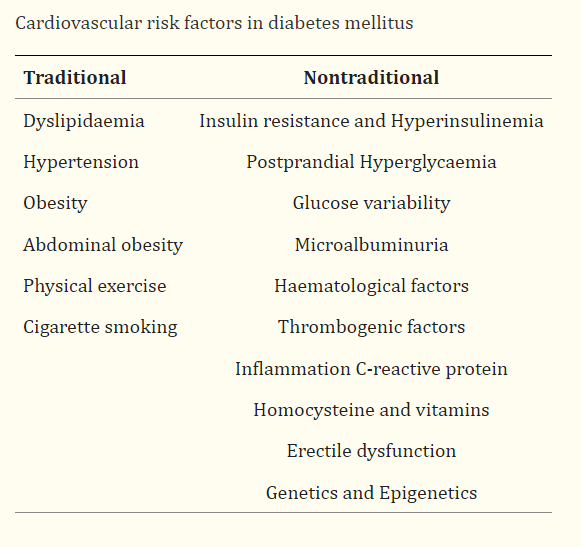 Cardiovascular risk factors in diabetes mellitus
Traditional Nontraditional
Dyslipidaemia Insulin resistance and Hyperinsulinemia
Hypertension Postprandial Hyperglycaemia
Obesity Glucose variability
Abdominal obesity Microalbuminuria
Physical exercise Haematological factors
Cigarette smoking Thrombogenic factors
Inflammation C-reactive protein
Homocysteine and vitamins
Erectile dysfunction
Genetics and Epigenetics